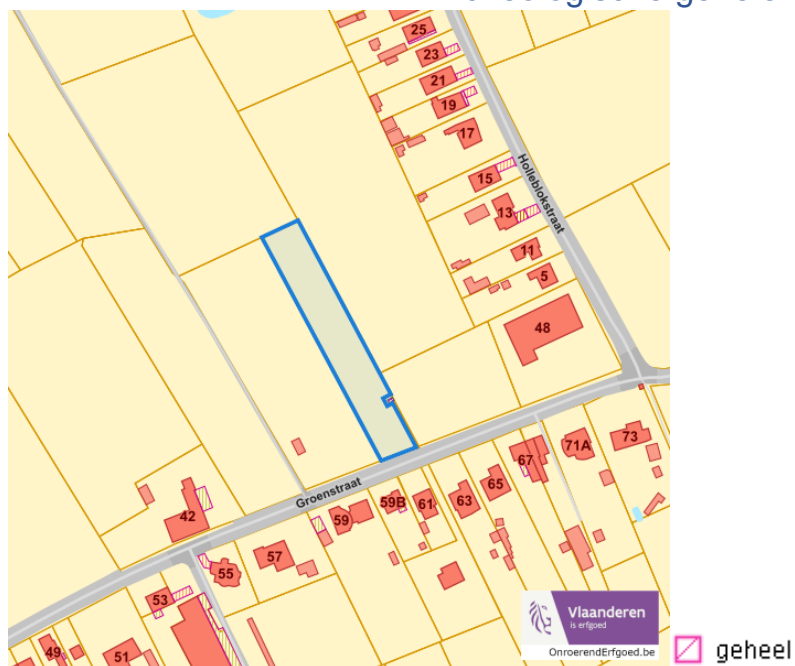 25
23
21
19
17
15
13
11
5
Holleblokstraat
48
Groenstraat
42
73
71A
67
65
63
61
59B
59
57
55
53
51
49
Vlaanderen
is erfgoed
OnroerendErfgoed.be
geheel